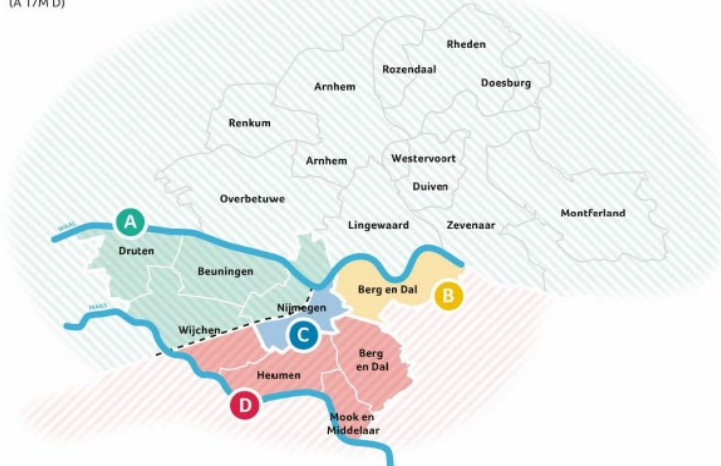 (A T/M D)
Rheden
Rozendaal
Doesburg
Arnhem
Renkum
Arnhem
Westervoort
Duiven
Overbetuwe
Lingewaard
Zevenaar
Montferland
WAAL
A
Druten
Beuningen
Berg en Dal
B
MAAS
Nijmegen
Wijchen
C
Berg
en Dal
Heumen
D
Mook en
Middelaar